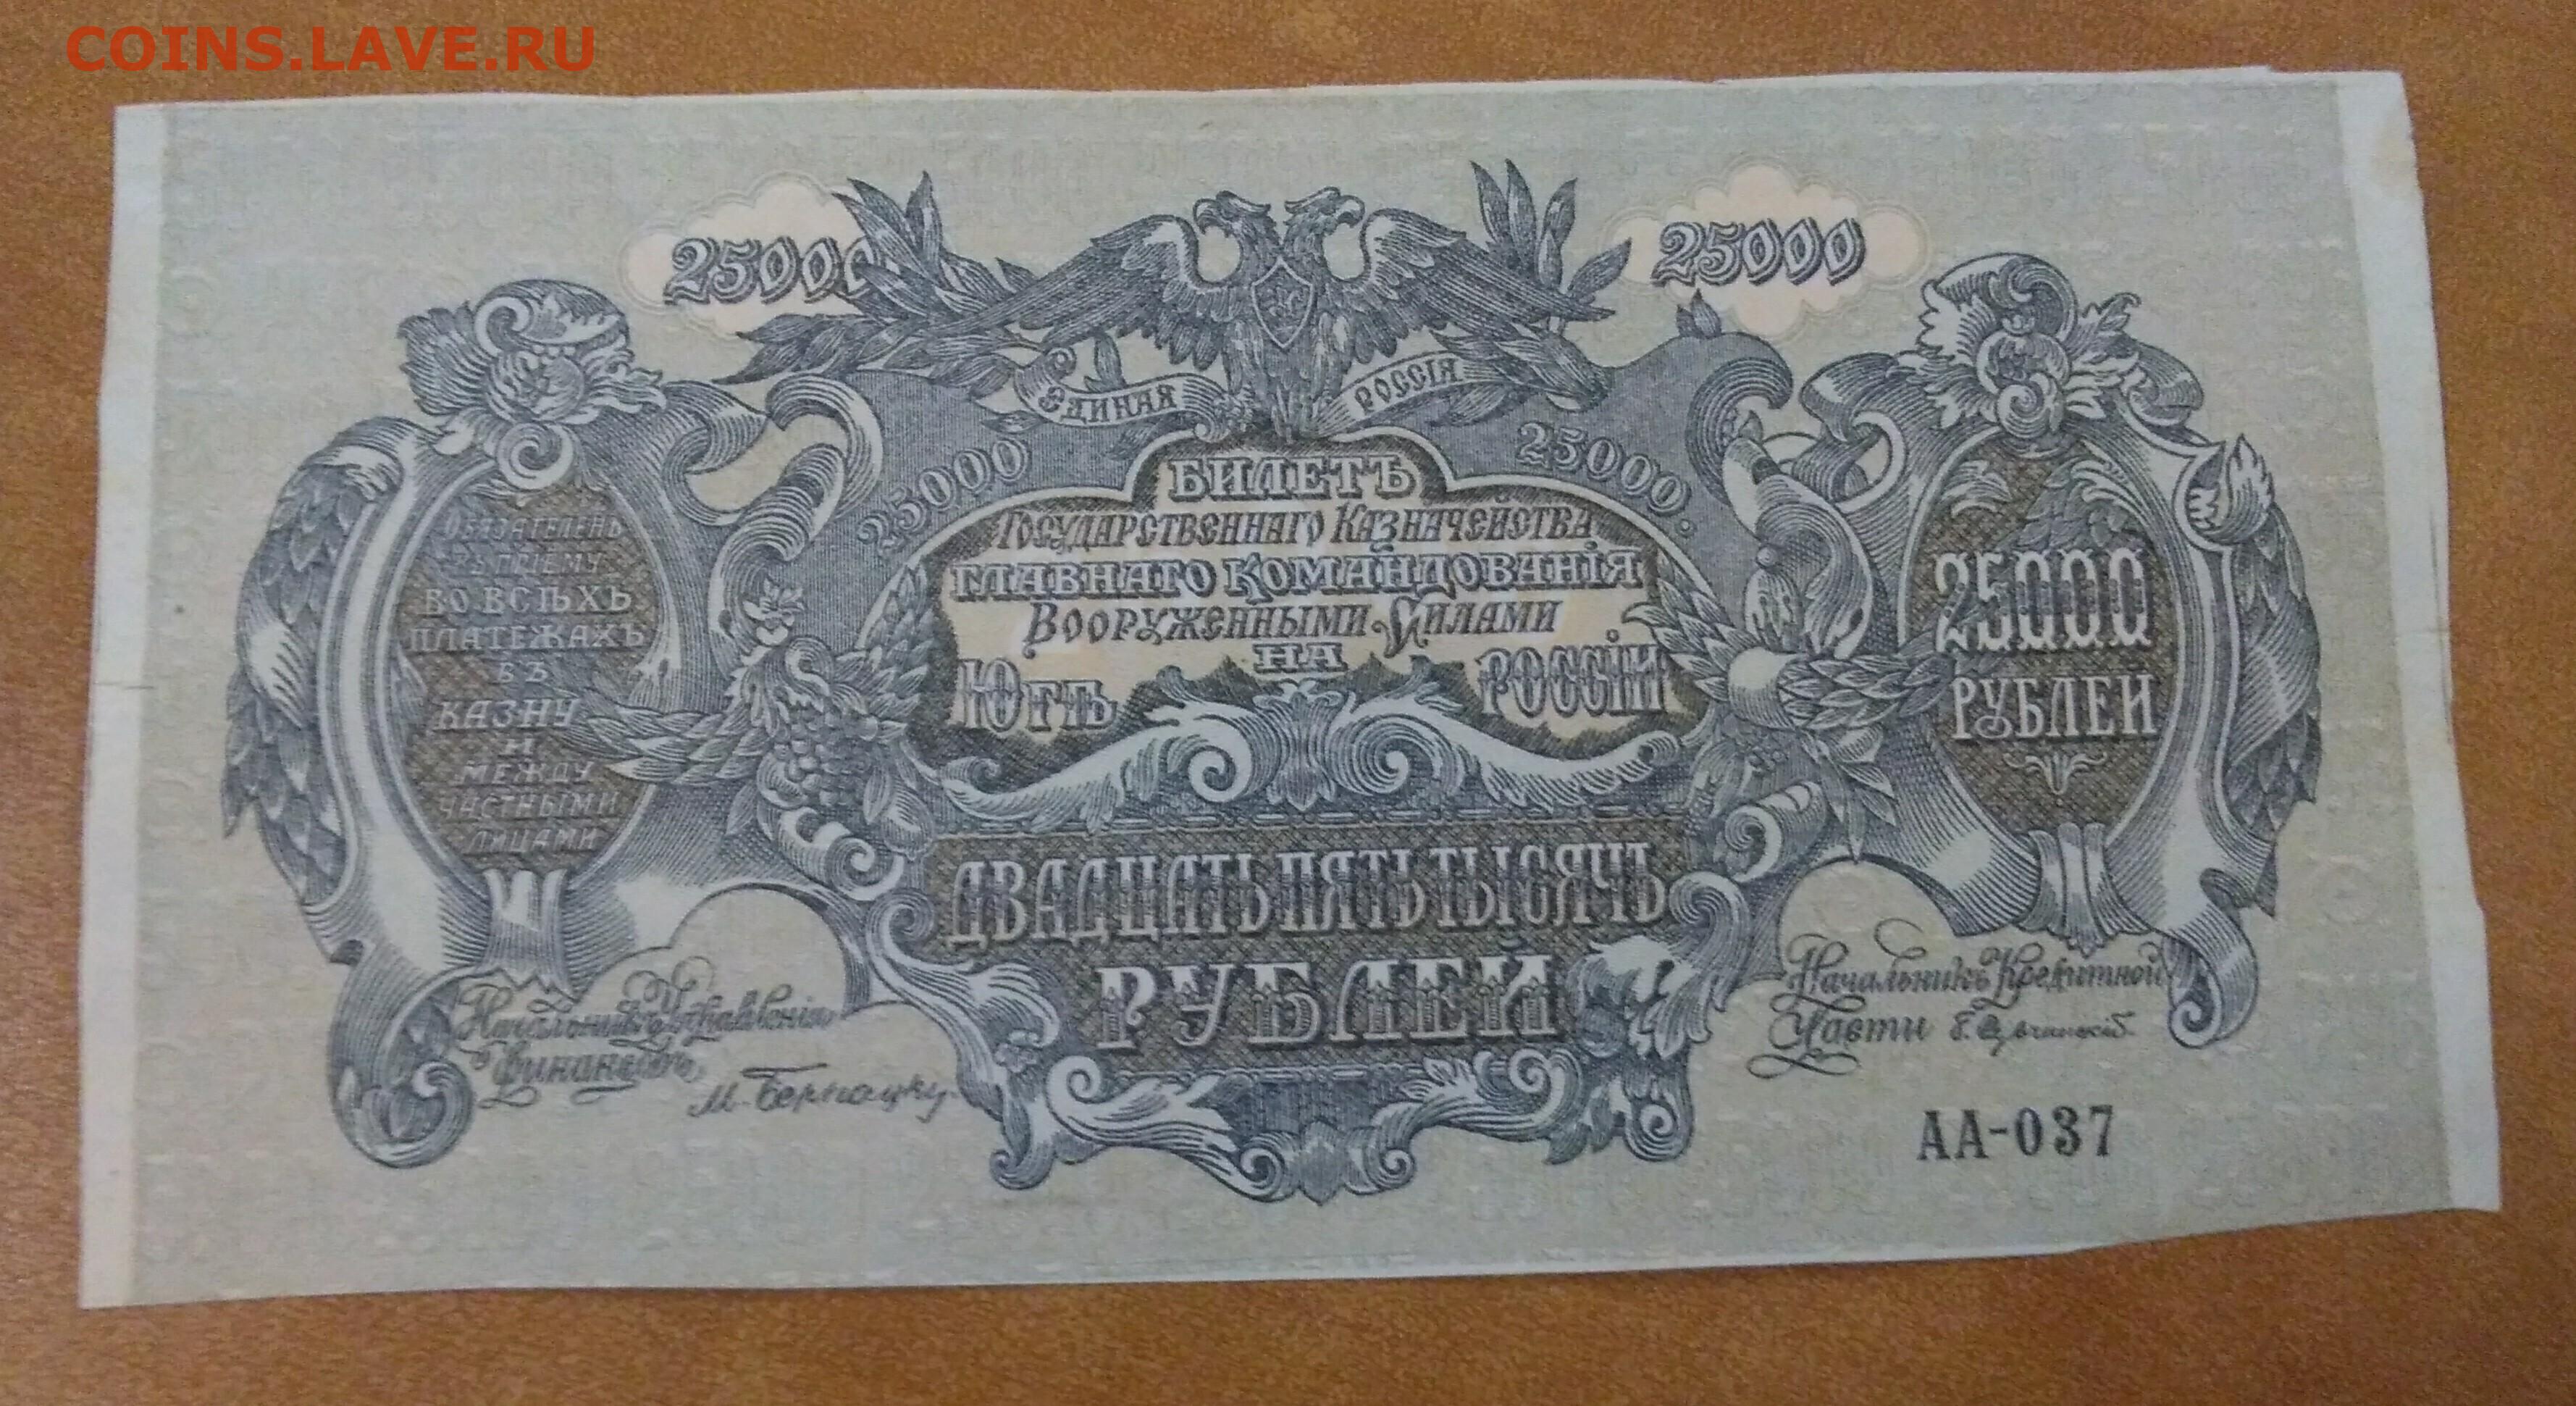 COINS.LAVE.RU
25000
25000
ЕДИНАЯ РОССІЯ
25000
25000
БИЛЕТЪ
ГОСУДАРСТВЕННАГО КАЗНАЧЕЙСТВА
ГЛАВНАГО КОМАНДОВАНІЯ
ВООРУЖЕННЫМИ СИЛАМИ
НА
ЮГѢ РОССІИ
ОБЯЗАТЕЛЕНЪ
КЪ ПРІЕМУ
ВО ВСѢХЪ
ПЛАТЕЖАХЪ
ВЪ
КАЗНУ
И
МЕЖДУ
ЧАСТНЫМИ
ЛИЦАМИ
25000
РУБЛЕЙ
ДВАДЦАТЬ ПЯТЬ ТЫСЯЧЪ
РУБЛЕЙ
Начальникъ Управленія
Финансовъ
М. Бернацкій
Начальникъ Кредитной
Части
АА-037